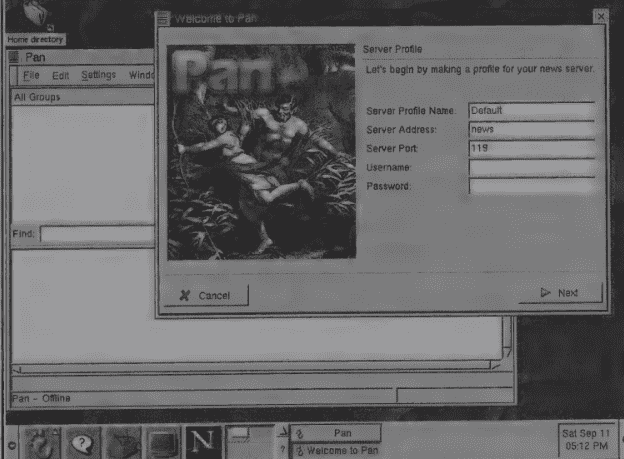 Home directory
Welcome to Pan
Pan
File Edit Settings Windo
All Groups
Find:
Pan
Server Profile
Let's begin by making a profile for your news server.
Server Profile Name: Default
Server Address: news
Server Port: 119
Username:
Password:
Cancel
Next
Pan - Offline
N
Pan
Welcome to Pan
Sat Sep 11
05:12 PM